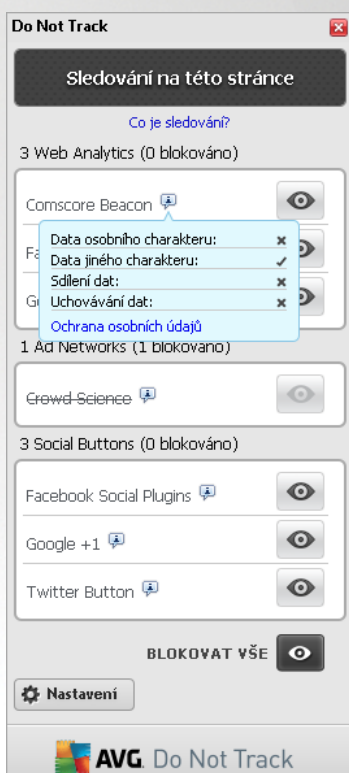 Do Not Track
Sledování na této stránce
Co je sledování?
3 Web Analytics (0 blokováno)
Comscore Beacon
Data osobního charakteru:
Data jiného charakteru:
Sdílení dat:
Uchovávání dat:
Ochrana osobních údajů
1 Ad Networks (1 blokováno)
Crowd Science
3 Social Buttons (0 blokováno)
Facebook Social Plugins
Google +1
Twitter Button
BLOKOVAT VŠE
Nastavení
AVG. Do Not Track